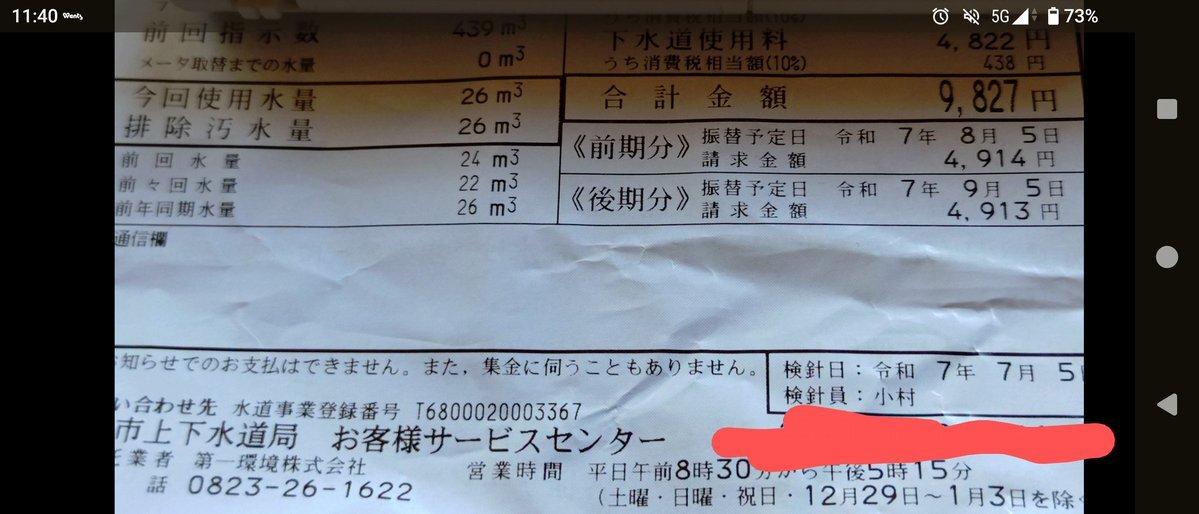 11:40 Wants 5G 73%
前回指示数 439 m3
メータ取替までの水量 0 m3
今回使用水量 26 m3
排除汚水量 26 m3
前回水量 24 m3
前々回水量 22 m3
前年同期水量 26 m3
下水道使用料 4,822 円
うち消費税相当額(10%) 438 円
合計金額 9,827 円
《前期分》 振替予定日 令和 7年 8月 5日
請求金額 4,914 円
《後期分》 振替予定日 令和 7年 9月 5日
請求金額 4,913 円
通信欄
お知らせでのお支払はできません。また,集金に伺うこともありません。
検針日:令和 7年 7月 5
検針員:小村
い合わせ先 水道事業登録番号 T6800020003367
市上下水道局 お客様サービスセンター
業者 第一環境株式会社
話 0823-26-1622
営業時間 平日午前8時30分から午後5時15分
(土曜・日曜・祝日・12月29日~1月3日を除く